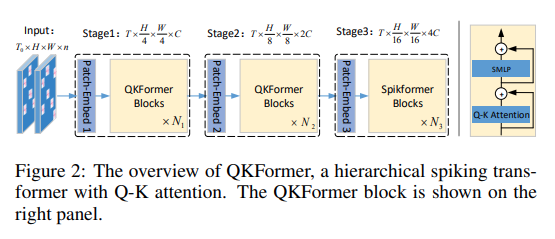 Input:
T₀×H×W×n
Stage1: T×H/4×W/4×C
Stage2: T×H/8×W/8×2C
Stage3: T×H/16×W/16×4C
Patch-Embed 1
QKFormer
Blocks
×N₁
Patch-Embed 2
QKFormer
Blocks
×N₂
Patch-Embed 3
Spikformer
Blocks
×N₃
SMLP
Q-K Attention
Figure 2: The overview of QKFormer, a hierarchical spiking trans-
former with Q-K attention. The QKFormer block is shown on the
right panel.